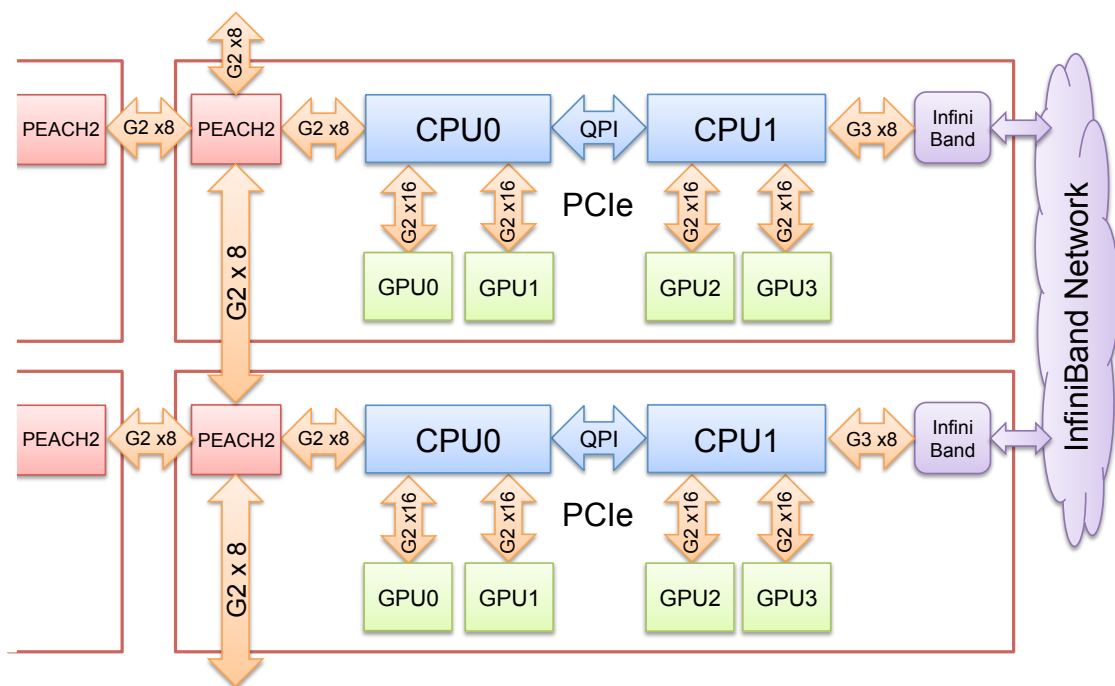 G2 x8
PEACH2
G2 x8
PEACH2
G2 x8
CPU0
QPI
CPU1
G3 x8
Infini
Band
G2 x16
G2 x16
PCIe
G2 x16
G2 x16
GPU0
GPU1
GPU2
GPU3
G2 x 8
InfiniBand Network
PEACH2
G2 x8
PEACH2
G2 x8
CPU0
QPI
CPU1
G3 x8
Infini
Band
G2 x16
G2 x16
PCIe
G2 x16
G2 x16
GPU0
GPU1
GPU2
GPU3
G2 x 8